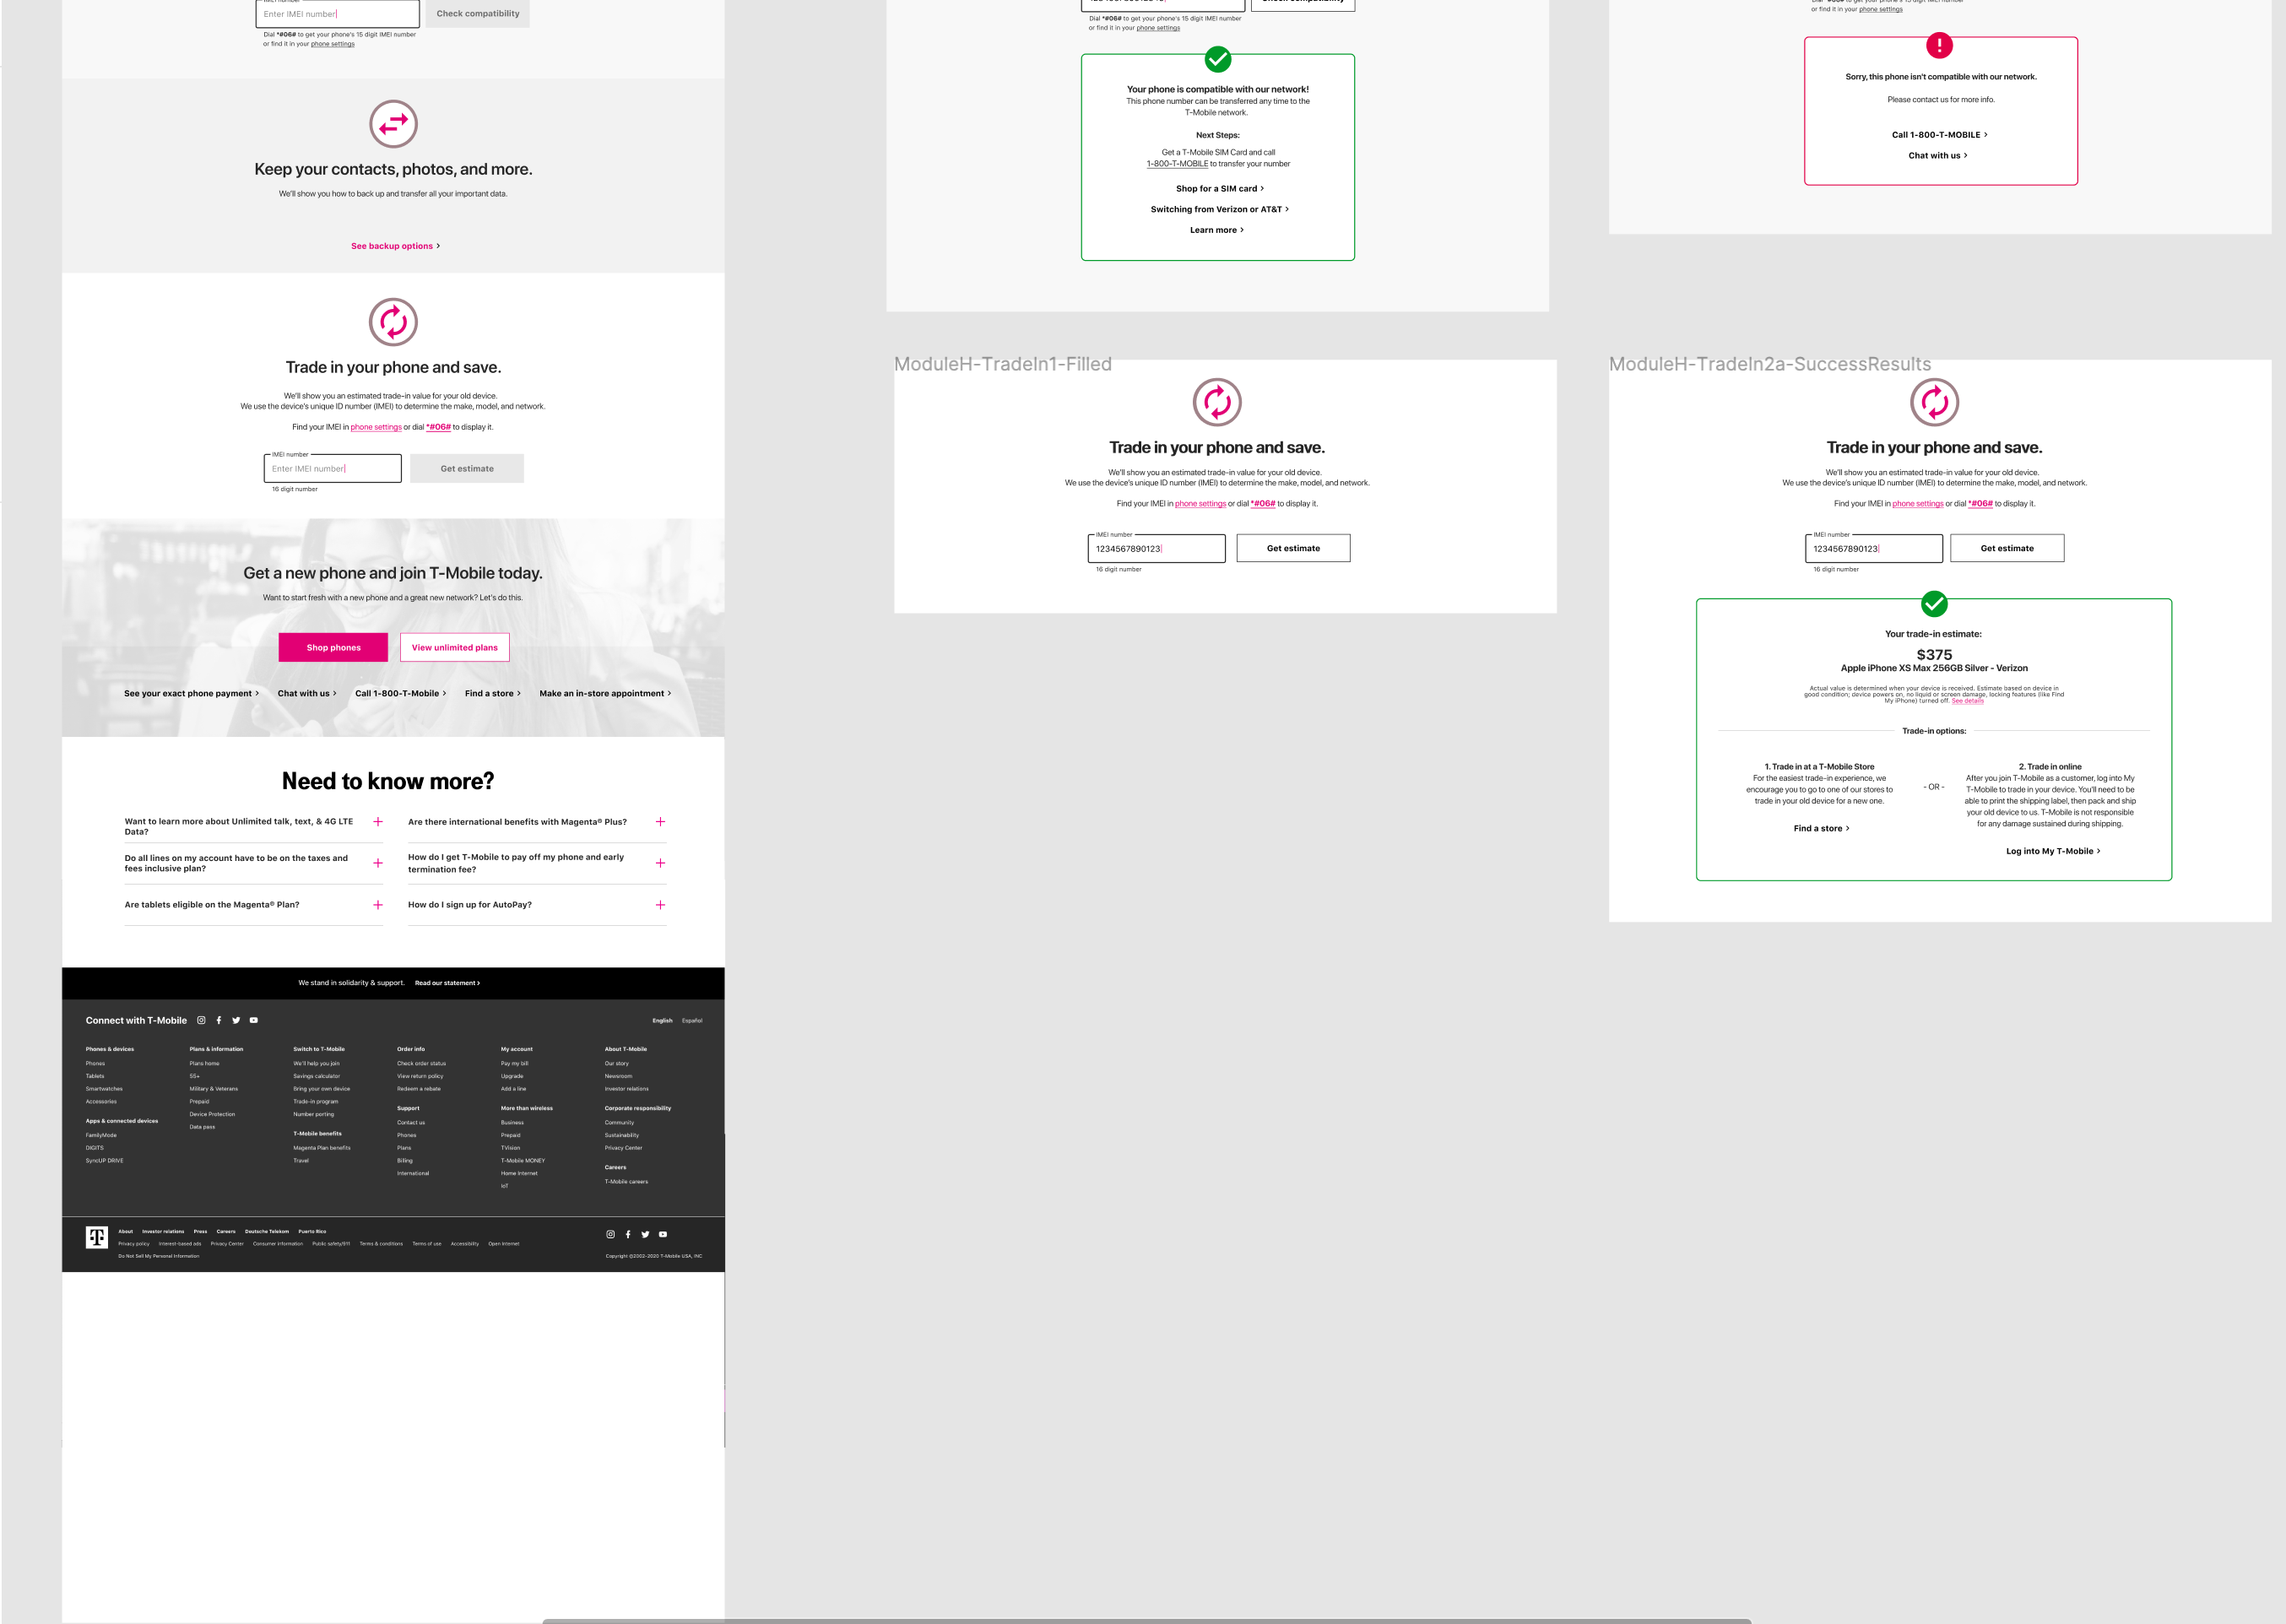 IMEI number
Enter IMEI number
Check compatibility
Dial *#06# to get your phone's 15 digit IMEI number
or find it in your phone settings
Keep your contacts, photos, and more.
We'll show you how to back up and transfer all your important data.
See backup options >
Trade in your phone and save.
We'll show you an estimated trade-in value for your old device.
We use the device's unique ID number (IMEI) to determine the make, model, and network.
Find your IMEI in phone settings or dial *#06# to display it.
IMEI number
Enter IMEI number
Get estimate
16 digit number
Get a new phone and join T-Mobile today.
Want to start fresh with a new phone and a great new network? Let's do this.
Shop phones
View unlimited plans
See your exact phone payment >
Chat with us >
Call 1-800-T-Mobile >
Find a store >
Make an in-store appointment >
Need to know more?
Want to learn more about Unlimited talk, text, & 4G LTE
Data?
Are there international benefits with Magenta® Plus?
Do all lines on my account have to be on the taxes and
fees inclusive plan?
How do I get T-Mobile to pay off my phone and early
termination fee?
Are tablets eligible on the Magenta® Plan?
How do I sign up for AutoPay?
We stand in solidarity & support. Read our statement >
Connect with T-Mobile
English Español
Phones & devices
Phones
Tablets
Smartwatches
Accessories
Apps & connected devices
FamilyMode
DIGITS
SyncUP DRIVE
Plans & information
Plans home
55+
Military & Veterans
Prepaid
Device Protection
Data pass
Switch to T-Mobile
We'll help you join
Savings calculator
Bring your own device
Trade-in program
Number porting
T-Mobile benefits
Magenta Plan benefits
Travel
Order info
Check order status
View return policy
Redeem a rebate
Support
Contact us
Phones
Plans
Billing
International
My account
Pay my bill
Upgrade
Add a line
More than wireless
Business
Prepaid
TVision
T-Mobile MONEY
Home Internet
IoT
About T-Mobile
Our story
Newsroom
Investor relations
Corporate responsibility
Community
Sustainability
Privacy Center
Careers
T-Mobile careers
T
About Investor relations Press Careers Deutsche Telekom Puerto Rico
Privacy policy Interest-based ads Privacy Center Consumer Information Public safety/911 Terms & conditions Terms of use Accessibility Open Internet
Do Not Sell My Personal Information
Copyright ©2002-2020 T-Mobile USA, INC
Dial *#06# to get your phone's 15 digit IMEI number
or find it in your phone settings
Your phone is compatible with our network!
This phone number can be transferred any time to the
T-Mobile network.
Next Steps:
Get a T-Mobile SIM Card and call
1-800-T-MOBILE to transfer your number
Shop for a SIM card >
Switching from Verizon or AT&T >
Learn more >
or find it in your phone settings
Sorry, this phone isn't compatible with our network.
Please contact us for more info.
Call 1-800-T-MOBILE >
Chat with us >
ModuleH-TradeIn1-Filled
Trade in your phone and save.
We'll show you an estimated trade-in value for your old device.
We use the device's unique ID number (IMEI) to determine the make, model, and network.
Find your IMEI in phone settings or dial *#06# to display it.
IMEI number
1234567890123
Get estimate
16 digit number
ModuleH-TradeIn2a-SuccessResults
Trade in your phone and save.
We'll show you an estimated trade-in value for your old device.
We use the device's unique ID number (IMEI) to determine the make, model, and network.
Find your IMEI in phone settings or dial *#06# to display it.
IMEI number
1234567890123
Get estimate
16 digit number
Your trade-in estimate:
$375
Apple iPhone XS Max 256GB Silver - Verizon
Actual value is determined when your device is received. Estimate based on device in
good condition; device powers on, no liquid or screen damage, locking features (like Find
My iPhone) turned off. See details
Trade-in options:
1. Trade in at a T-Mobile Store
For the easiest trade-in experience, we
encourage you to go to one of our stores to
trade in your old device for a new one.
Find a store >
- OR -
2. Trade in online
After you join T-Mobile as a customer, log into My
T-Mobile to trade in your device. You'll need to be
able to print the shipping label, then pack and ship
your old device to us. T-Mobile is not responsible
for any damage sustained during shipping.
Log into My T-Mobile >